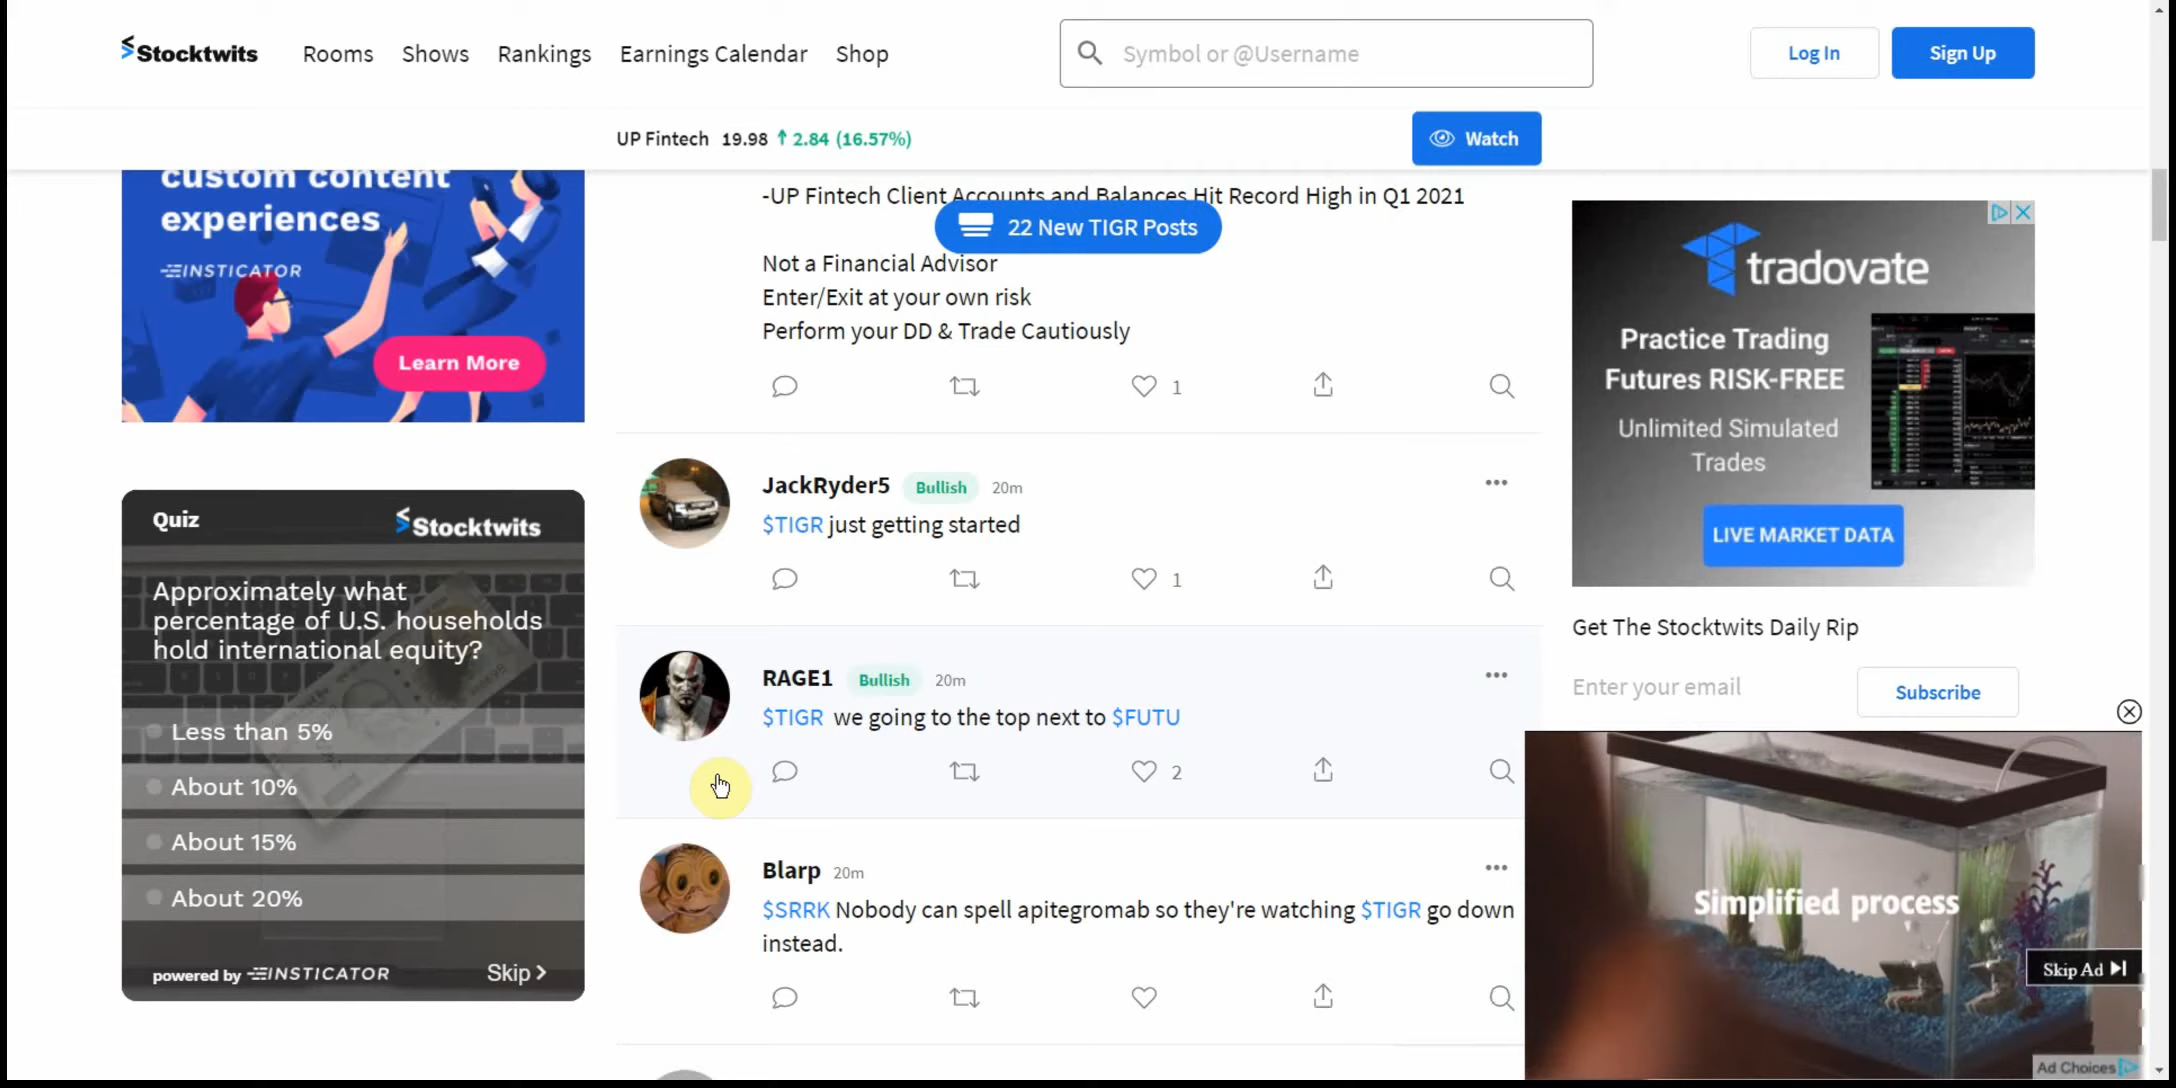 Stocktwits
Rooms
Shows
Rankings
Earnings Calendar
Shop
Symbol or @Username
Log In
Sign Up
UP Fintech 19.98 ↑ 2.84 (16.57%)
Watch
custom content
experiences
INSTICATOR
Learn More
Quiz
Stocktwits
Approximately what
percentage of U.S. households
hold international equity?
Less than 5%
About 10%
About 15%
About 20%
powered by INSTICATOR
Skip >
-UP Fintech Client Accounts and Balances Hit Record High in Q1 2021
22 New TIGR Posts
Not a Financial Advisor
Enter/Exit at your own risk
Perform your DD & Trade Cautiously
1
JackRyder5 Bullish 20m
$TIGR just getting started
1
RAGE1 Bullish 20m
$TIGR we going to the top next to $FUTU
2
Blarp 20m
$SRRK Nobody can spell apitegromab so they're watching $TIGR go down
instead.
tradovate
Practice Trading
Futures RISK-FREE
Unlimited Simulated
Trades
LIVE MARKET DATA
Get The Stocktwits Daily Rip
Enter your email
Subscribe
Simplified process
Skip Ad
Ad Choices